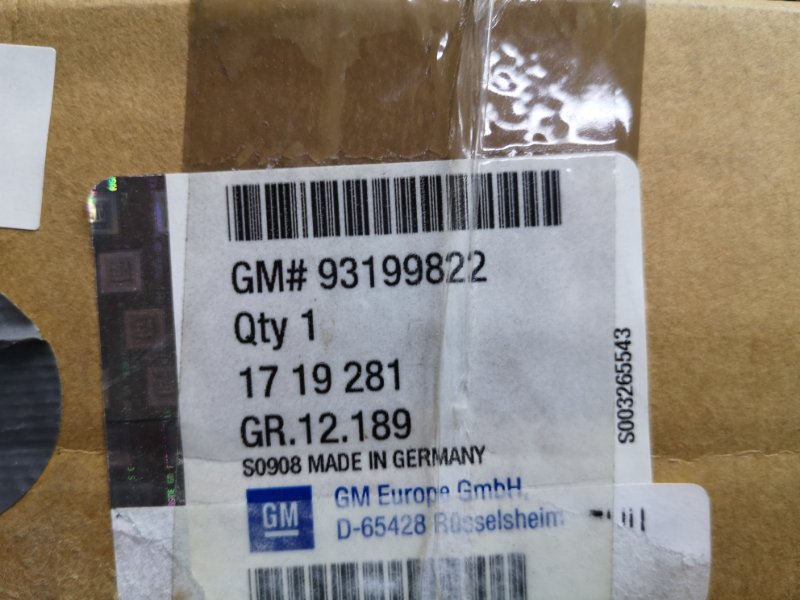 GM# 93199822
Qty 1
17 19 281
GR.12.189
S0908 MADE IN GERMANY
GM
GM Europe GmbH,
D-65428 Rüsselsheim
S003265543